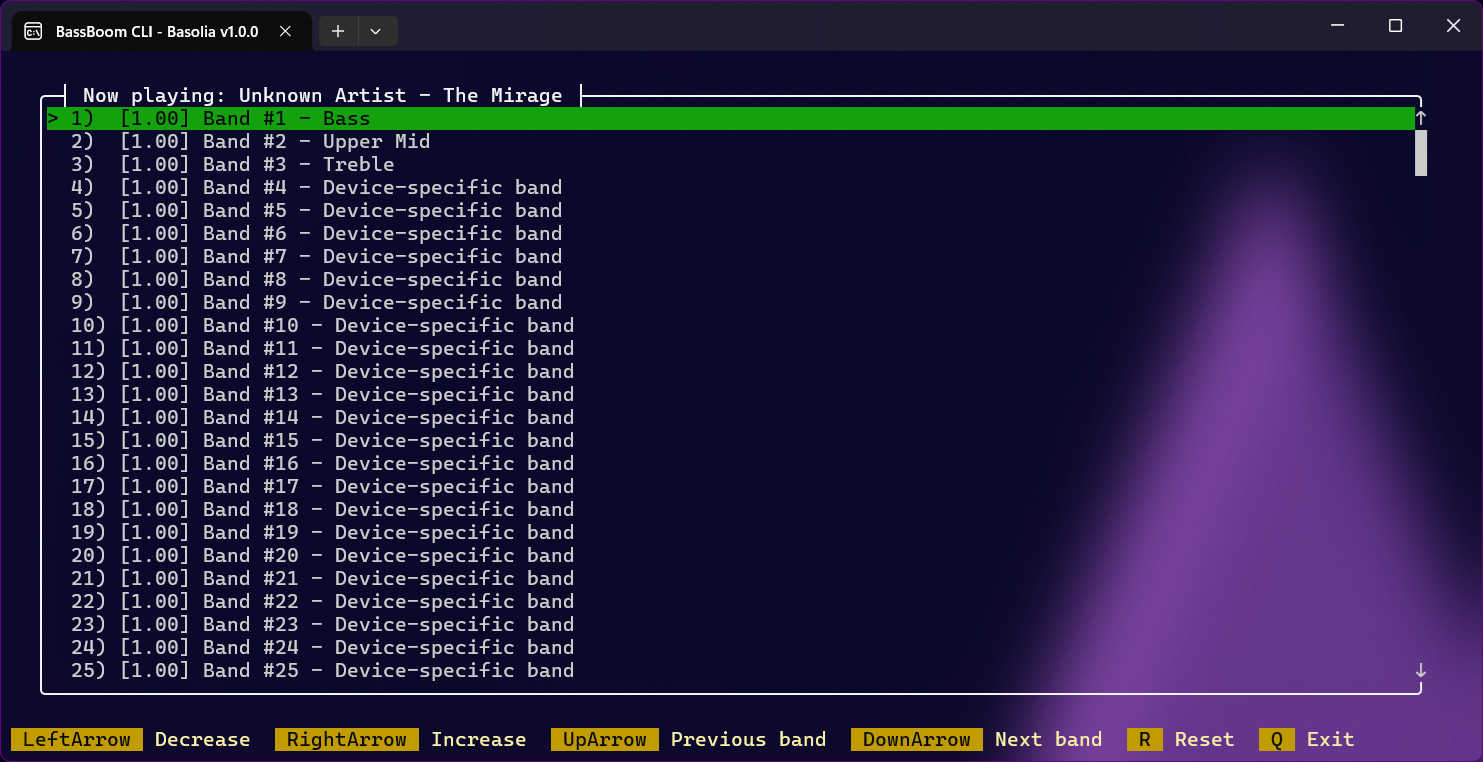 BassBoom CLI - Basolia v1.0.0
Now playing: Unknown Artist - The Mirage
> 1)  [1.00] Band #1 - Bass
2)  [1.00] Band #2 - Upper Mid
3)  [1.00] Band #3 - Treble
4)  [1.00] Band #4 - Device-specific band
5)  [1.00] Band #5 - Device-specific band
6)  [1.00] Band #6 - Device-specific band
7)  [1.00] Band #7 - Device-specific band
8)  [1.00] Band #8 - Device-specific band
9)  [1.00] Band #9 - Device-specific band
10) [1.00] Band #10 - Device-specific band
11) [1.00] Band #11 - Device-specific band
12) [1.00] Band #12 - Device-specific band
13) [1.00] Band #13 - Device-specific band
14) [1.00] Band #14 - Device-specific band
15) [1.00] Band #15 - Device-specific band
16) [1.00] Band #16 - Device-specific band
17) [1.00] Band #17 - Device-specific band
18) [1.00] Band #18 - Device-specific band
19) [1.00] Band #19 - Device-specific band
20) [1.00] Band #20 - Device-specific band
21) [1.00] Band #21 - Device-specific band
22) [1.00] Band #22 - Device-specific band
23) [1.00] Band #23 - Device-specific band
24) [1.00] Band #24 - Device-specific band
25) [1.00] Band #25 - Device-specific band
LeftArrow Decrease RightArrow Increase UpArrow Previous band DownArrow Next band R Reset Q Exit